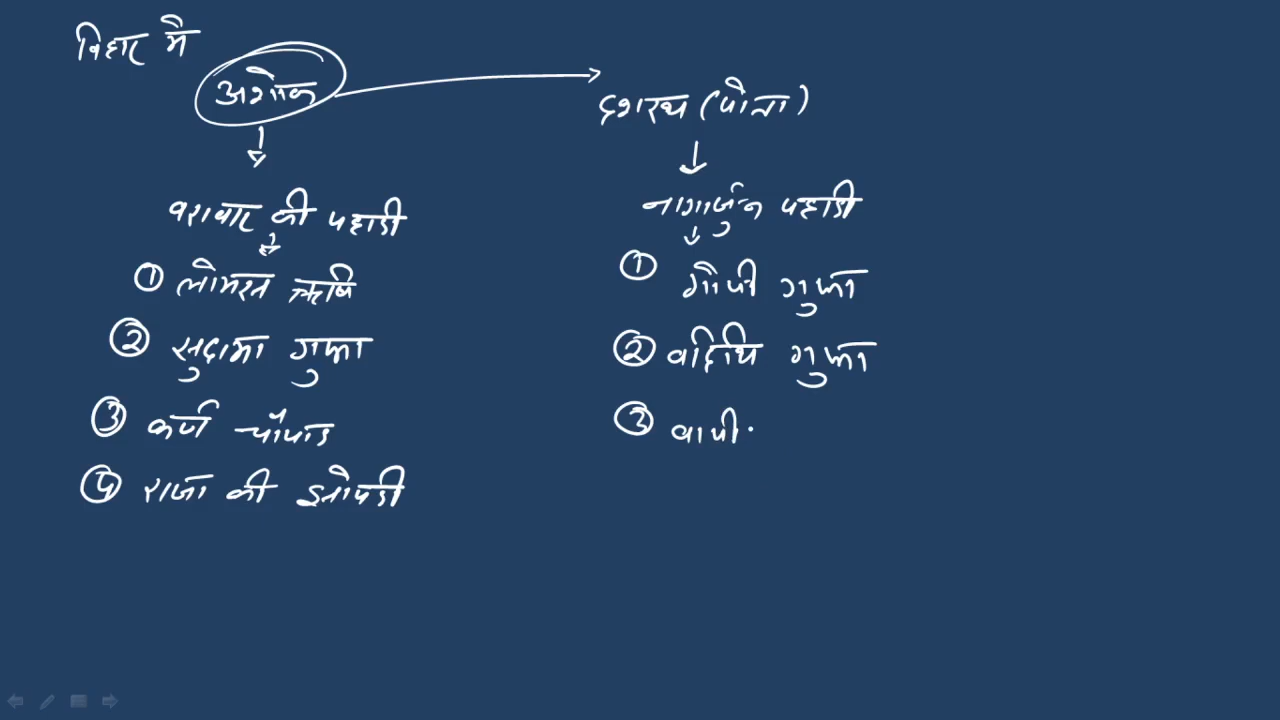 बिहार में
अशोक
दशरथ (पोता)
बराबर की पहाडी
① लोमस ऋषि
② सुदामा गुफा
③ कर्ण चौपाड
④ राजा की झोपडी
नागार्जुन पहाडी
① गोपी गुफा
② वहिथि गुफा
③ वापी